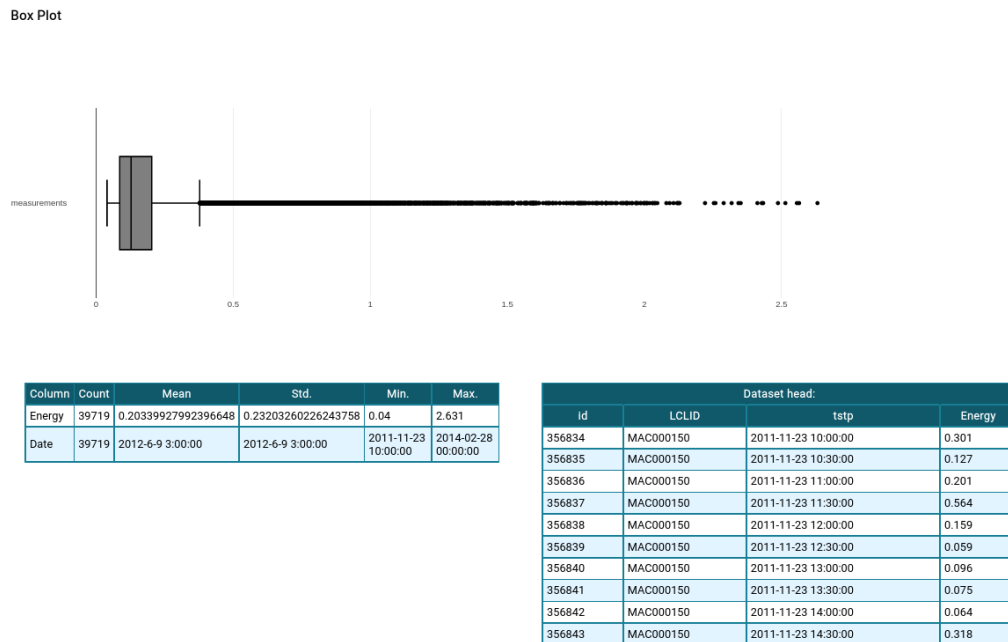 Box Plot
measurements
0 0.5 1 1.5 2 2.5
Column Count Mean Std. Min. Max.
Energy 39719 0.20339927992396648 0.23203260226243758 0.04 2.631
Date 39719 2012-6-9 3:00:00 2012-6-9 3:00:00 2011-11-23 10:00:00 2014-02-28 00:00:00
Dataset head:
id LCLID tstp Energy
356834 MAC000150 2011-11-23 10:00:00 0.301
356835 MAC000150 2011-11-23 10:30:00 0.127
356836 MAC000150 2011-11-23 11:00:00 0.201
356837 MAC000150 2011-11-23 11:30:00 0.564
356838 MAC000150 2011-11-23 12:00:00 0.159
356839 MAC000150 2011-11-23 12:30:00 0.059
356840 MAC000150 2011-11-23 13:00:00 0.096
356841 MAC000150 2011-11-23 13:30:00 0.075
356842 MAC000150 2011-11-23 14:00:00 0.064
356843 MAC000150 2011-11-23 14:30:00 0.318